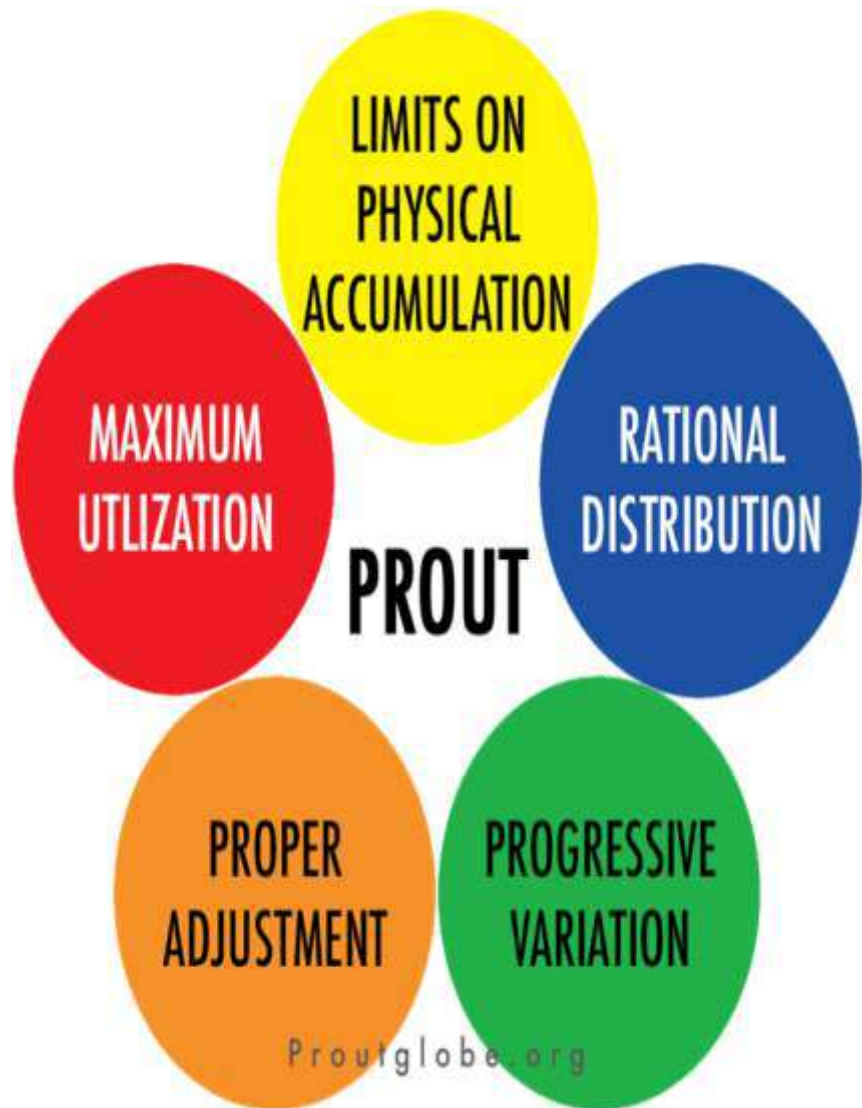 LIMITS ON
PHYSICAL
ACCUMULATION
MAXIMUM
UTLIZATION
RATIONAL
DISTRIBUTION
PROUT
PROPER
ADJUSTMENT
PROGRESSIVE
VARIATION
Proutglobe.org